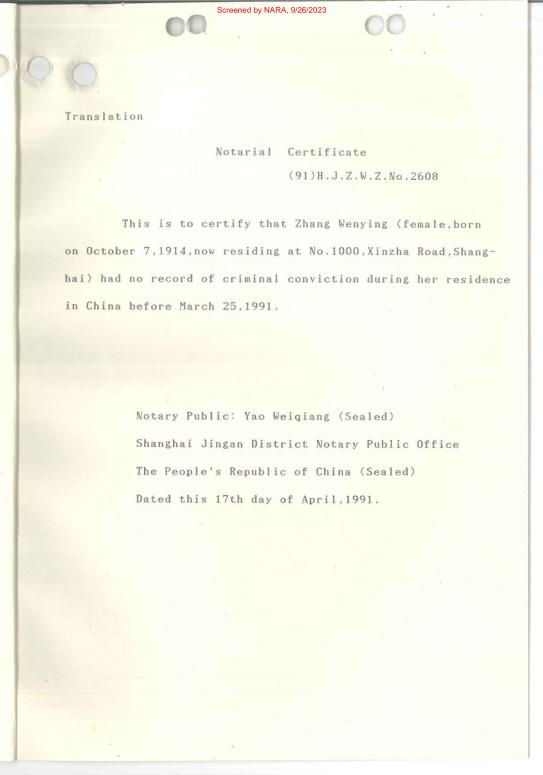 Screened by NARA, 9/26/2023
Translation
Notarial Certificate
(91)H.J.Z.W.Z.No.2608
This is to certify that Zhang Wenying (female,born
on October 7,1914,now residing at No.1000,Xinzha Road,Shang-
hai) had no record of criminal conviction during her residence
in China before March 25,1991.
Notary Public: Yao Weiqiang (Sealed)
Shanghai Jingan District Notary Public Office
The People's Republic of China (Sealed)
Dated this 17th day of April,1991.